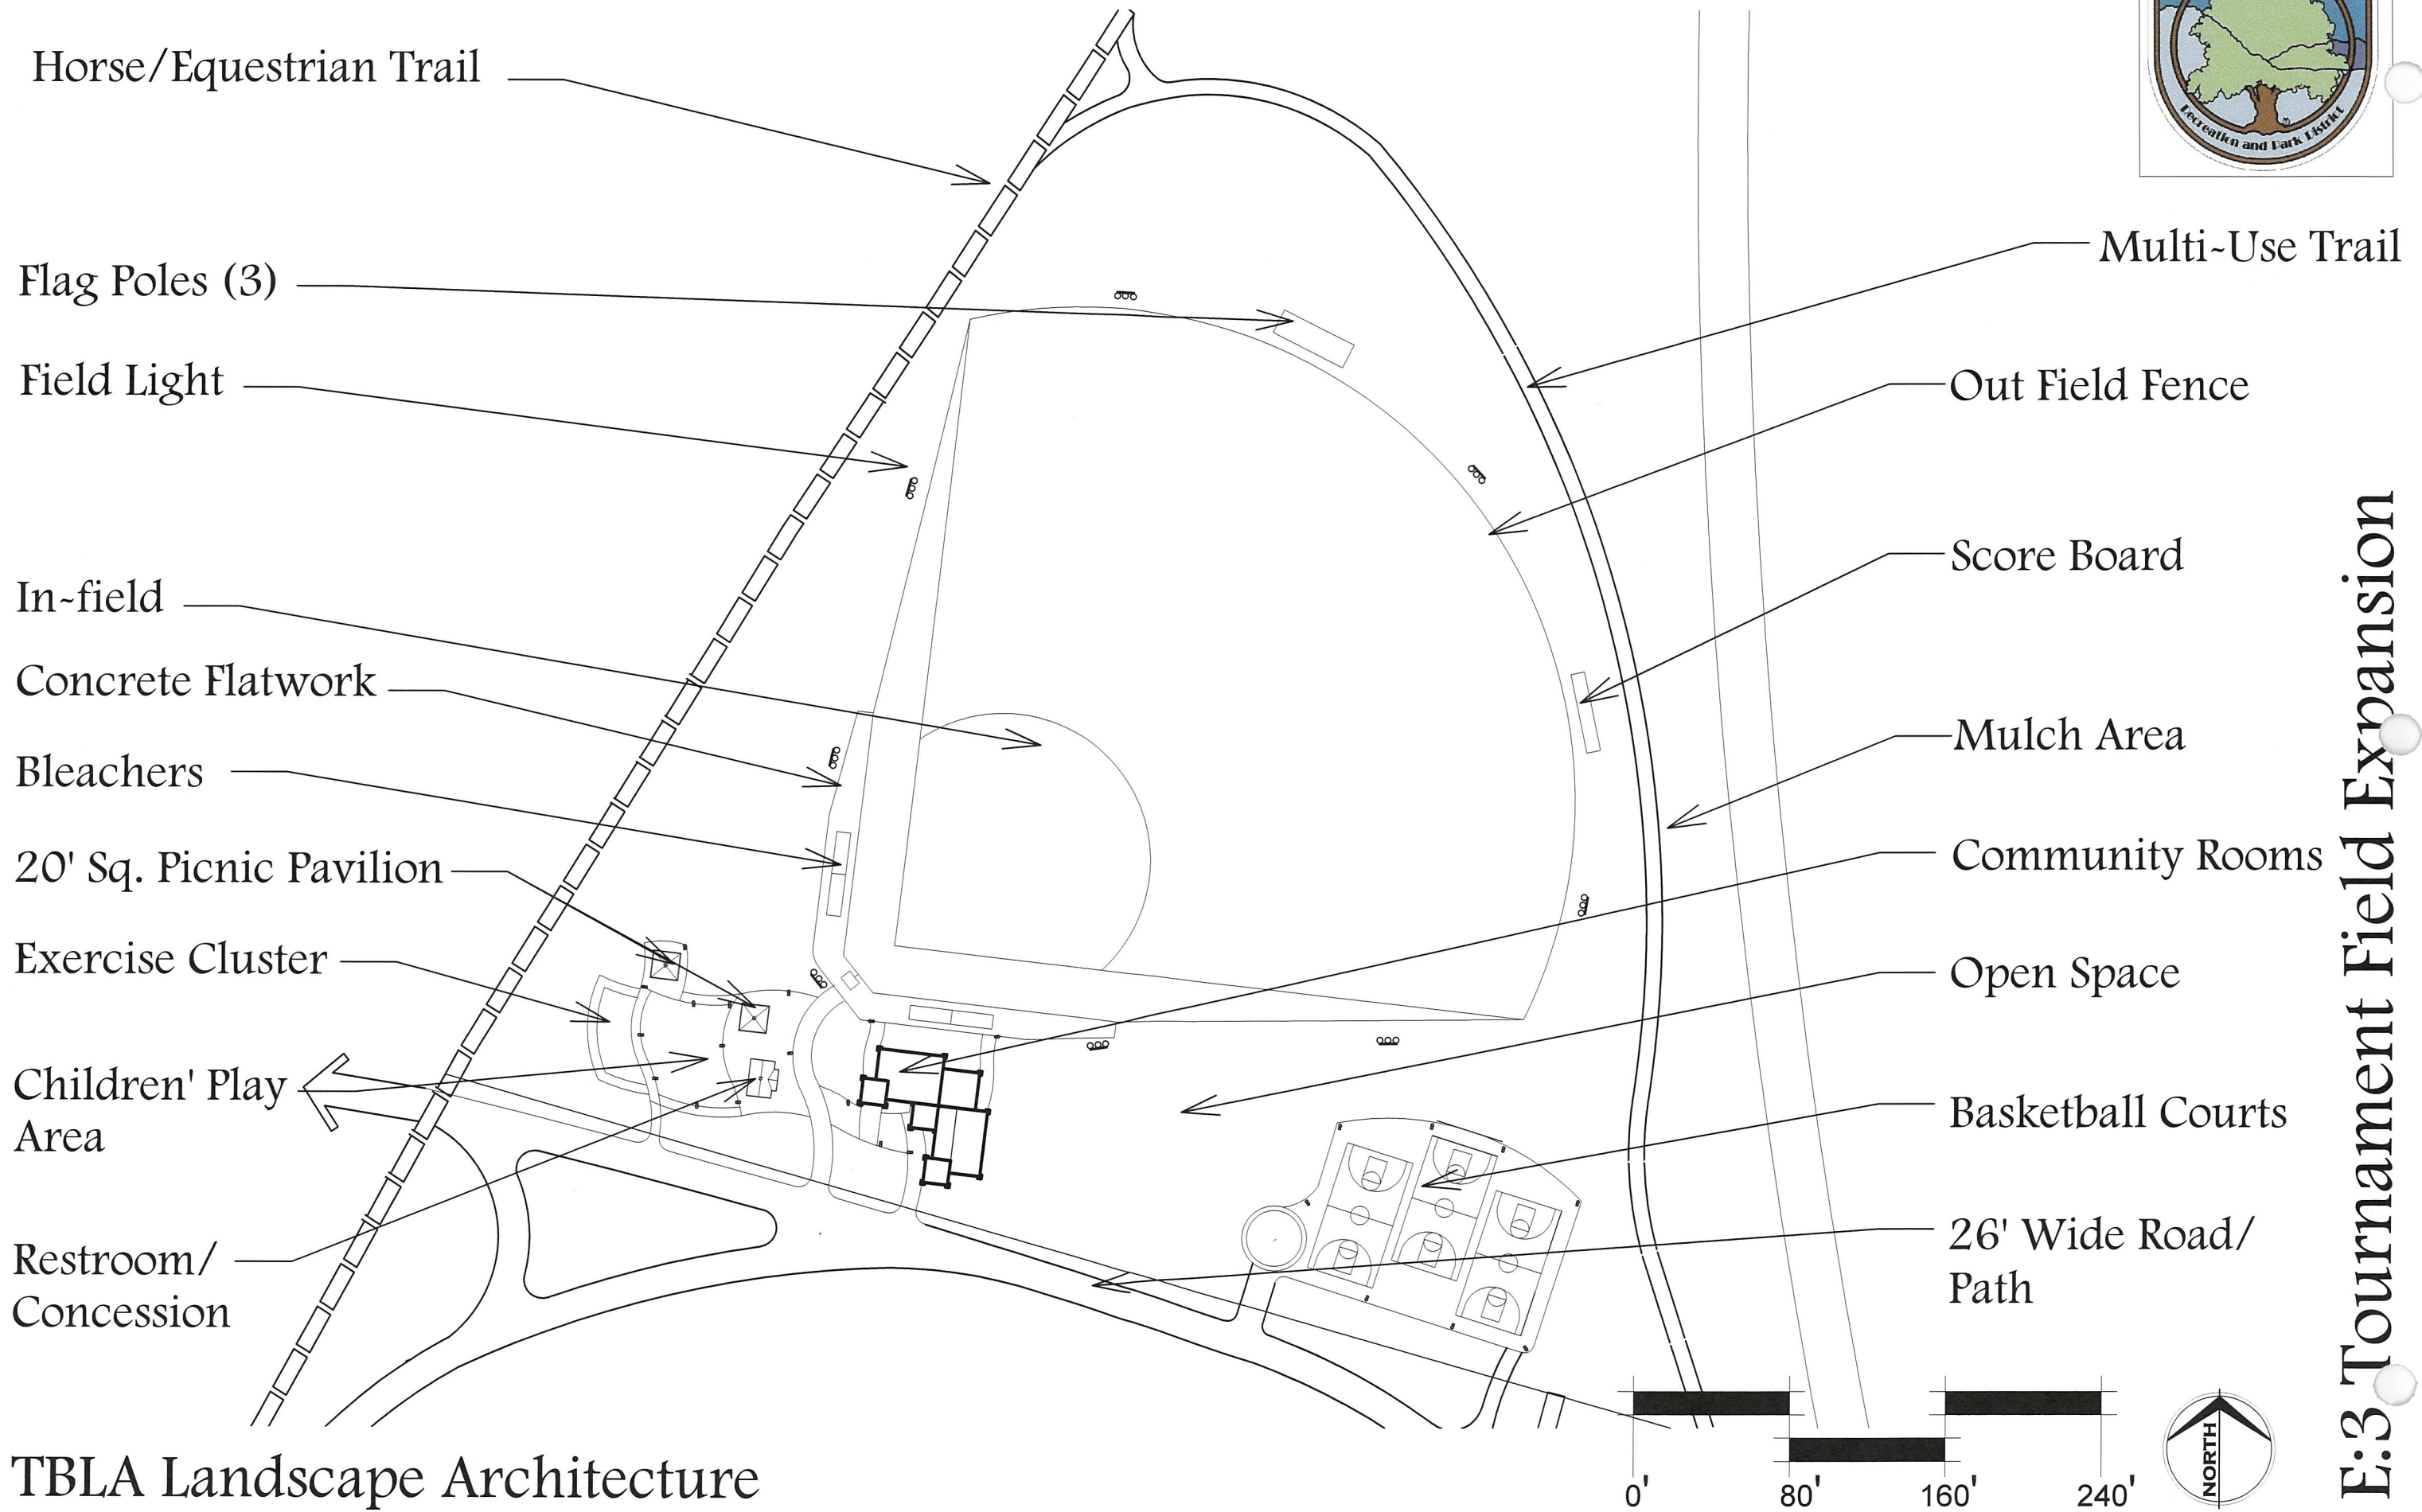 Horse/Equestrian Trail
Flag Poles (3)
Field Light
In-field
Concrete Flatwork
Bleachers
20' Sq. Picnic Pavilion
Exercise Cluster
Children' Play
Area
Restroom/
Concession
Recreation and Park District
Multi-Use Trail
Out Field Fence
Score Board
Mulch Area
Community Rooms
Open Space
Basketball Courts
26' Wide Road/
Path
E:3 Tournament Field Expansion
TBLA Landscape Architecture
0' 80' 160' 240'
NORTH